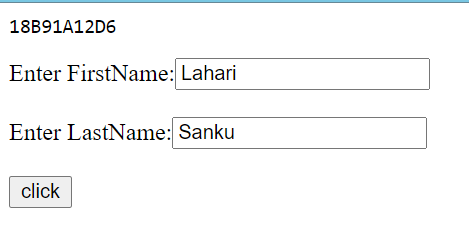 18B91A12D6
Enter FirstName:Lahari
Enter LastName:Sanku
click